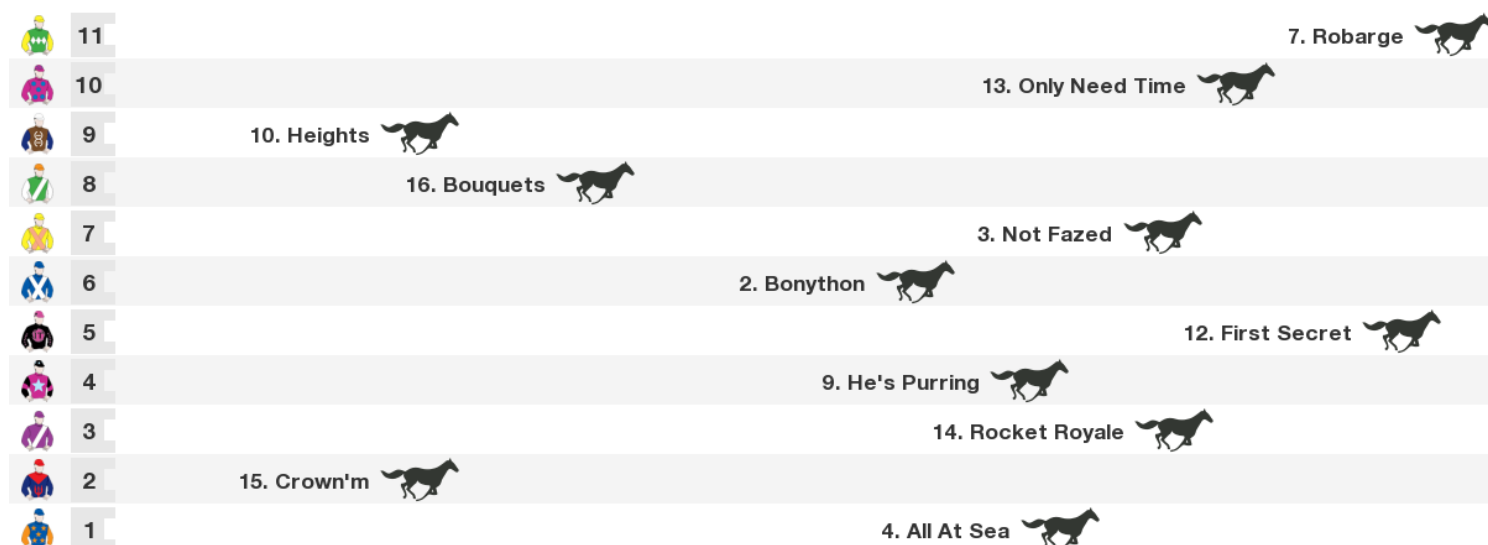 11 7. Robarge
10 13. Only Need Time
9 10. Heights
8 16. Bouquets
7 3. Not Fazed
6 2. Bonython
5 12. First Secret
4 9. He's Purring
3 14. Rocket Royale
2 15. Crown'm
1 4. All At Sea